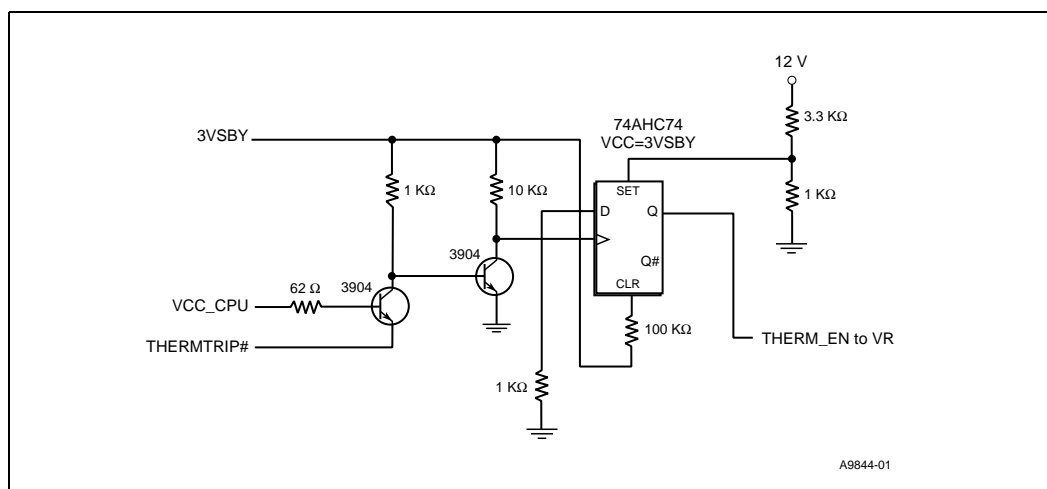 12 V
3.3 KΩ
74AHC74
VCC=3VSBY
3VSBY
1 KΩ
10 KΩ
SET
1 KΩ
D
Q
3904
Q#
CLR
62 Ω
3904
VCC_CPU
100 KΩ
THERMTRIP#
THERM_EN to VR
1 KΩ
A9844-01